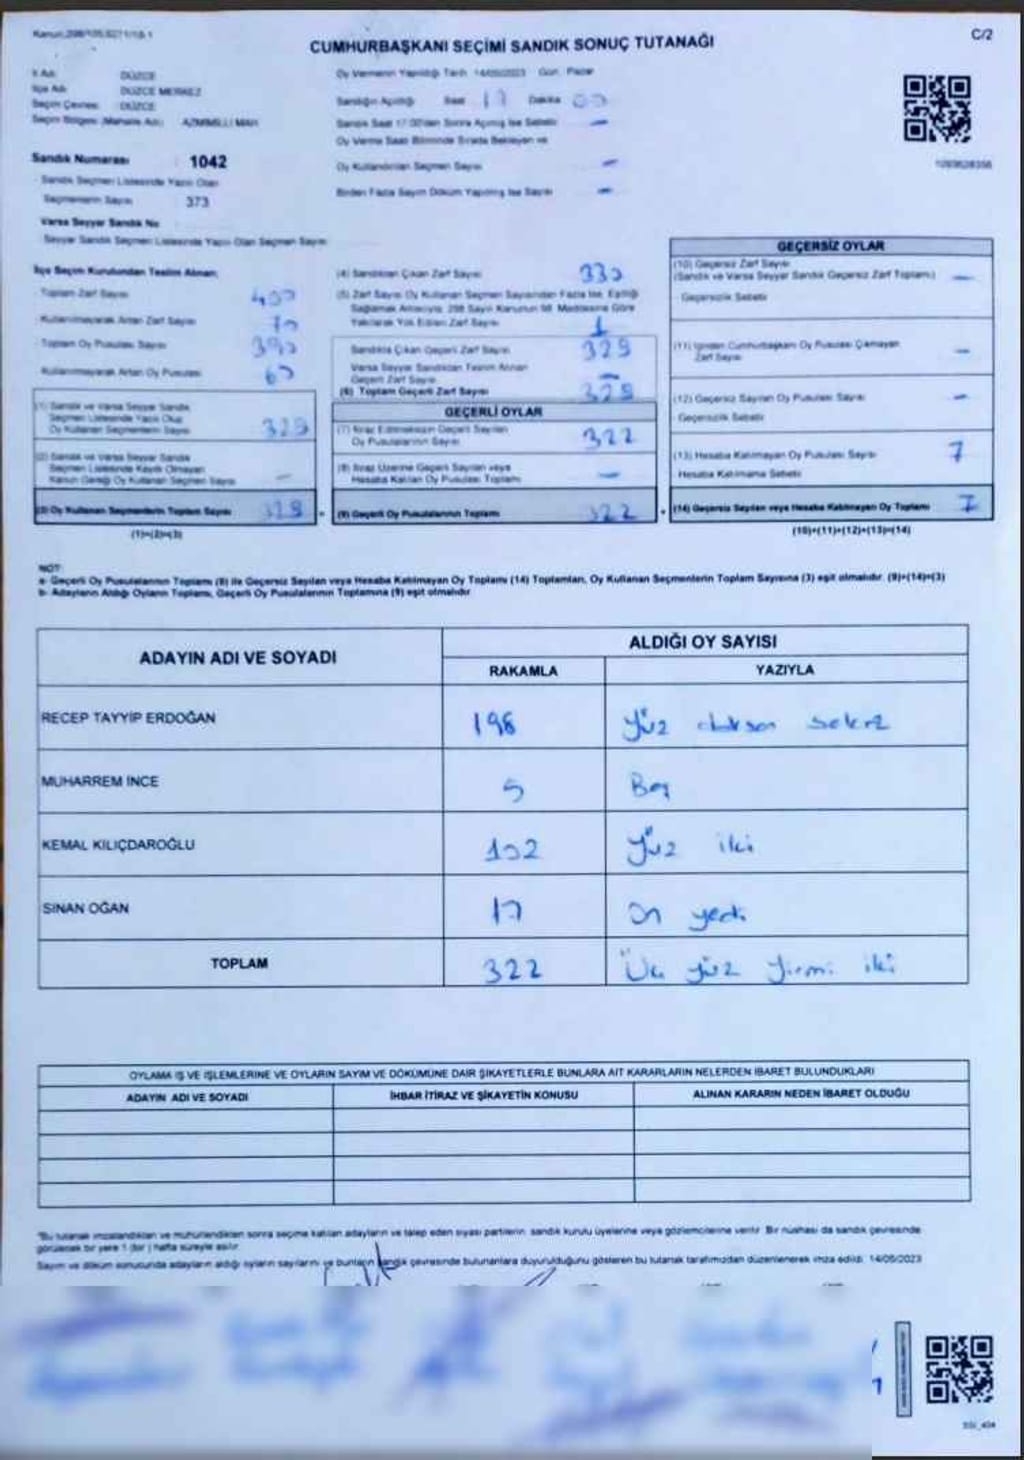 C/2
CUMHURBAŞKANI SEÇİMİ SANDIK SONUÇ TUTANAĞI
İl Adı: DÜZCE
Oy Vermenin Yapıldığı Tarih 14/05/2023 Gün Pazar
İlçe Adı DÜZCE MERKEZ
Seçim Çevresi DÜZCE
Sandığın Açıldığı Saat 17 Dakika 00
Seçim Bölgesi (Mahalle Adı)
Sandık Saat 17:00'den Sonra Açılmış İse Sebebi —
Oy Verme Saati Bitiminde Sırada Bekleyen ve
Oy Kullandırılan Seçmen Sayısı —
Birden Fazla Sayım Döküm Yapılmış İse Sayısı —
Sandık Numarası 1042
Sandık Seçmen Listesinde Yazılı Olan
Seçmenlerin Sayısı 373
Varsa Seyyar Sandık No
Seyyar Sandık Seçmen Listesinde Yazılı Olan Seçmen Sayısı
İlçe Seçim Kurulundan Teslim Alınan;
Toplam Zarf Sayısı 400
Kullanılmayarak Artan Zarf Sayısı 70
Toplam Oy Pusulası Sayısı 390
Kullanılmayarak Artan Oy Pusulası 60
(1) Sandık ve Varsa Seyyar Sandık
Seçmen Listesinde Yazılı Olup
Oy Kullanan Seçmenlerin Sayısı 329
(2) Sandık ve Varsa Seyyar Sandık
Seçmen Listesinde Kayıtlı Olmayan
Kanun Gereği Oy Kullanan Seçmen Sayısı —
(3) Oy Kullanan Seçmenlerin Toplam Sayısı 329
(1)+(2)=(3)
(4) Sandıktan Çıkan Zarf Sayısı 330
(5) Zarf Sayısı Oy Kullanan Seçmen Sayısından Fazla İse, Eşitliği
Sağlamak Amacıyla; 298 Sayılı Kanunun 98. Maddesine Göre
Yakılarak Yok Edilen Zarf Sayısı 1
Sandıkta Çıkan Geçerli Zarf Sayısı 329
Varsa Seyyar Sandıktan Teslim Alınan
Geçerli Zarf Sayısı —
(6) Toplam Geçerli Zarf Sayısı 329
GEÇERLİ OYLAR
(7) İtiraz Edilmeksizin Geçerli Sayılan
Oy Pusulalarının Sayısı 322
(8) İtiraz Üzerine Geçerli Sayılan veya
Hesaba Katılan Oy Pusulası Toplamı —
(9) Geçerli Oy Pusulalarının Toplamı 322
GEÇERSİZ OYLAR
(10) Geçersiz Zarf Sayısı
(Sandık ve Varsa Seyyar Sandık Geçersiz Zarf Toplamı) —
Geçersizlik Sebebi
(11) İçinden Cumhurbaşkanı Oy Pusulası Çıkmayan
Zarf Sayısı —
(12) Geçersiz Sayılan Oy Pusulası Sayısı —
Geçersizlik Sebebi
(13) Hesaba Katılmayan Oy Pusulası Sayısı 7
Hesaba Katılmama Sebebi
(14) Geçersiz Sayılan veya Hesaba Katılmayan Oy Toplamı 7
(10)+(11)+(12)+(13)=(14)
NOT:
a- Geçerli Oy Pusulalarının Toplamı (9) ile Geçersiz Sayılan veya Hesaba Katılmayan Oy Toplamı (14) Toplamları, Oy Kullanan Seçmenlerin Toplam Sayısına (3) eşit olmalıdır. (9)+(14)=(3)
b- Adayların Aldığı Oyların Toplamı, Geçerli Oy Pusulalarının Toplamına (9) eşit olmalıdır.
ADAYIN ADI VE SOYADI ALDIĞI OY SAYISI
RAKAMLA YAZIYLA
RECEP TAYYİP ERDOĞAN 198 Yüz doksan sekiz
MUHARREM İNCE 5 Beş
KEMAL KILIÇDAROĞLU 102 Yüz iki
SİNAN OĞAN 17 On yedi
TOPLAM 322 Üç yüz yirmi iki
OYLAMA İŞ VE İŞLEMLERİNE VE OYLARIN SAYIM VE DÖKÜMÜNE DAİR ŞİKAYETLERLE BUNLARA AİT KARARLARIN NELERDEN İBARET BULUNDUKLARI
ADAYIN ADI VE SOYADI İHBAR İTİRAZ VE ŞİKAYETİN KONUSU ALINAN KARARIN NEDEN İBARET OLDUĞU
*Bu tutanak imzalandıktan ve mühürlendikten sonra seçime katılan adayların ve talep eden siyasi partilerin sandık kurulu üyelerine veya gözlemcilerine verilir. Bir nüshası da sandık çevresinde
görülecek bir yere 1 (bir) hafta süreyle asılır.
Sayım ve döküm sonucunda adayların aldığı oyların sayılarını ve bunların sandık çevresinde bulunanlara duyurulduğunu gösteren bu tutanak tarafımızdan düzenlenerek imza edildi. 14/05/2023